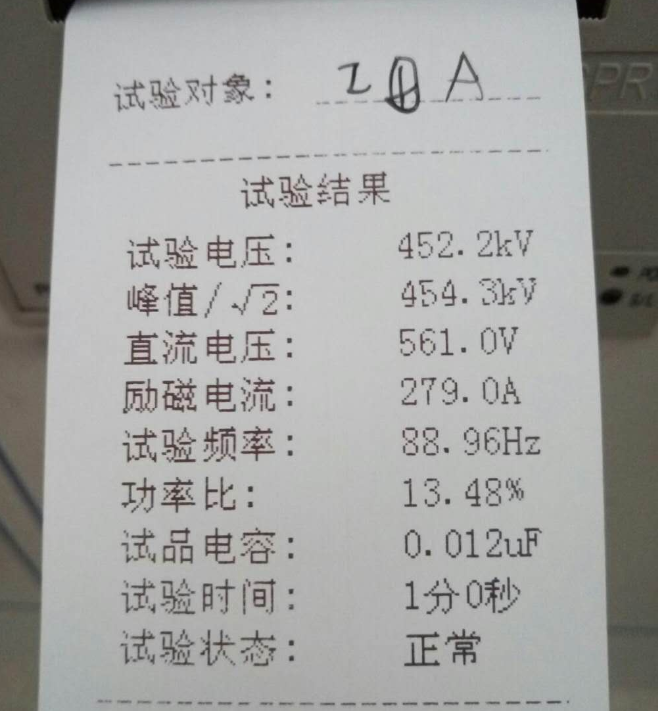 试验对象: 20A
试验结果
试验电压: 452.2kV
峰值/√2: 454.3kV
直流电压: 561.0V
励磁电流: 279.0A
试验频率: 88.96Hz
功率比: 13.48%
试品电容: 0.012uF
试验时间: 1分0秒
试验状态: 正常